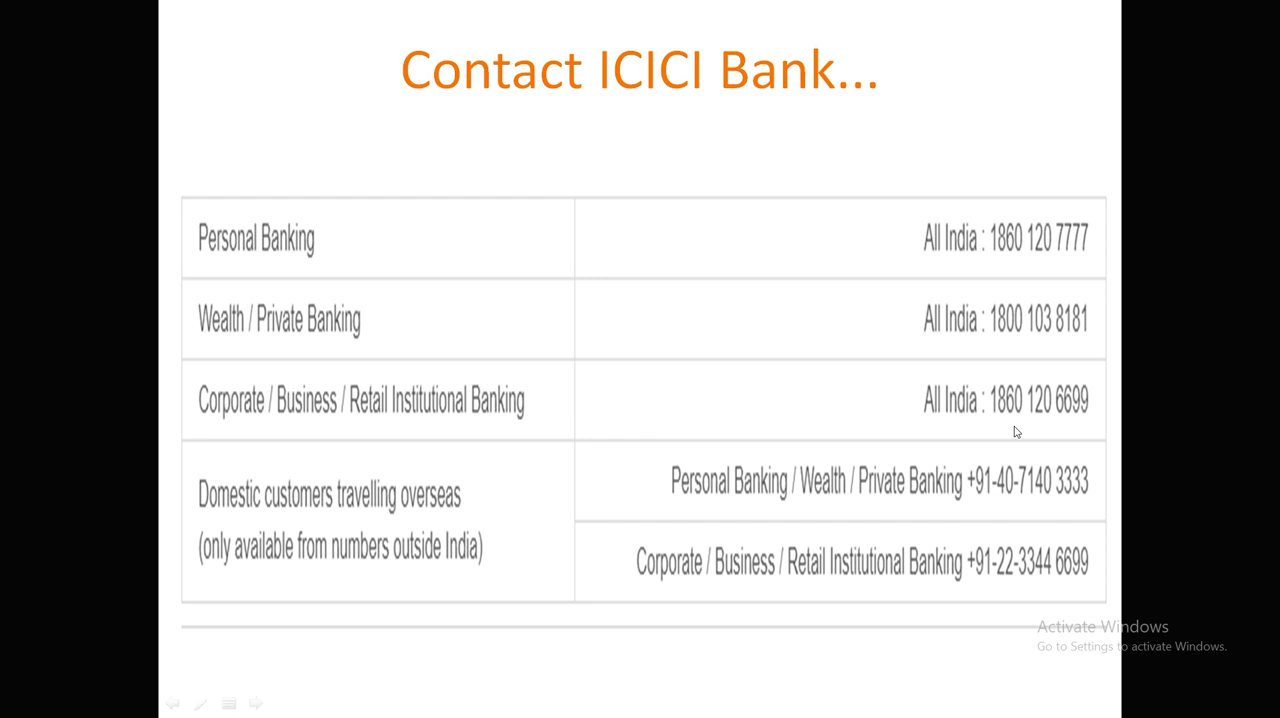 Contact ICICI Bank...
Personal Banking
All India : 1860 120 7777
Wealth / Private Banking
All India : 1800 103 8181
Corporate / Business / Retail Institutional Banking
All India : 1860 120 6699
Domestic customers travelling overseas
(only available from numbers outside India)
Personal Banking / Wealth / Private Banking +91-40-7140 3333
Corporate / Business / Retail Institutional Banking +91-22-3344 6699
Activate Windows
Go to Settings to activate Windows.